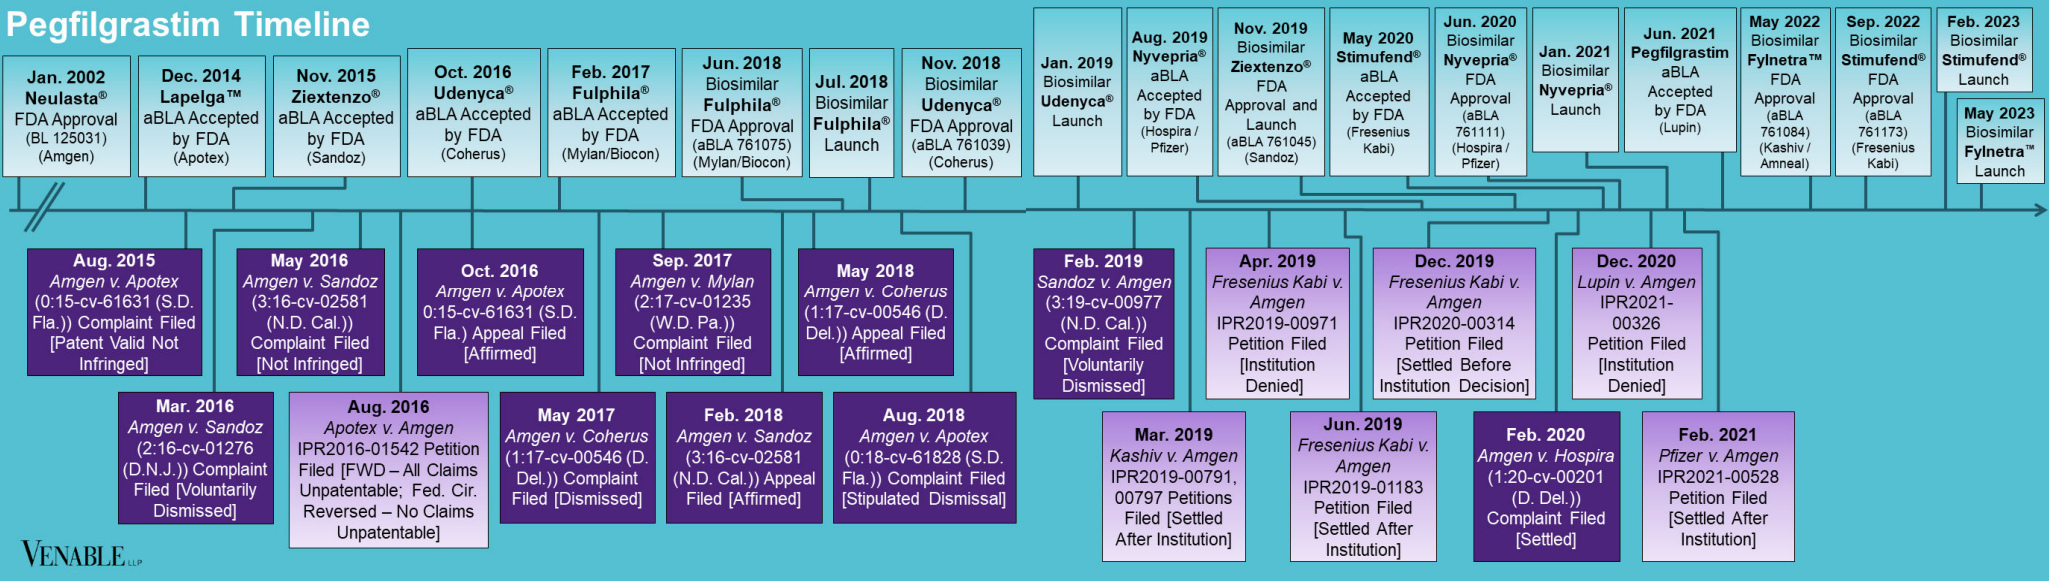 Pegfilgrastim Timeline
Jan. 2002
Neulasta®
FDA Approval
(BL 125031)
(Amgen)
Dec. 2014
Lapelga™
aBLA Accepted
by FDA
(Apotex)
Nov. 2015
Ziextenzo®
aBLA Accepted
by FDA
(Sandoz)
Oct. 2016
Udenyca®
aBLA Accepted
by FDA
(Coherus)
Feb. 2017
Fulphila®
aBLA Accepted
by FDA
(Mylan/Biocon)
Jun. 2018
Biosimilar
Fulphila®
FDA Approval
(aBLA 761075)
(Mylan/Biocon)
Jul. 2018
Biosimilar
Fulphila®
Launch
Nov. 2018
Biosimilar
Udenyca®
FDA Approval
(aBLA 761039)
(Coherus)
Jan. 2019
Biosimilar
Udenyca®
Launch
Aug. 2019
Nyvepria®
aBLA
Accepted
by FDA
(Hospira /
Pfizer)
Nov. 2019
Biosimilar
Ziextenzo®
FDA
Approval and
Launch
(aBLA 761045)
(Sandoz)
May 2020
Stimufend®
aBLA
Accepted
by FDA
(Fresenius
Kabi)
Jun. 2020
Biosimilar
Nyvepria®
FDA
Approval
(aBLA
761111)
(Hospira /
Pfizer)
Jan. 2021
Biosimilar
Nyvepria®
Launch
Jun. 2021
Pegfilgrastim
aBLA
Accepted
by FDA
(Lupin)
May 2022
Biosimilar
Fylnetra™
FDA
Approval
(aBLA
761084)
(Kashiv /
Amneal)
Sep. 2022
Biosimilar
Stimufend®
FDA
Approval
(aBLA
761173)
(Fresenius
Kabi)
Feb. 2023
Biosimilar
Stimufend®
Launch
May 2023
Biosimilar
Fylnetra™
Launch
Aug. 2015
Amgen v. Apotex
(0:15-cv-61631 (S.D.
Fla.)) Complaint Filed
[Patent Valid Not
Infringed]
Mar. 2016
Amgen v. Sandoz
(2:16-cv-01276
(D.N.J.)) Complaint
Filed [Voluntarily
Dismissed]
May 2016
Amgen v. Sandoz
(3:16-cv-02581
(N.D. Cal.))
Complaint Filed
[Not Infringed]
Aug. 2016
Apotex v. Amgen
IPR2016-01542 Petition
Filed [FWD – All Claims
Unpatentable; Fed. Cir.
Reversed – No Claims
Unpatentable]
Oct. 2016
Amgen v. Apotex
0:15-cv-61631 (S.D.
Fla.) Appeal Filed
[Affirmed]
May 2017
Amgen v. Coherus
(1:17-cv-00546 (D.
Del.)) Complaint
Filed [Dismissed]
Sep. 2017
Amgen v. Mylan
(2:17-cv-01235
(W.D. Pa.))
Complaint Filed
[Not Infringed]
Feb. 2018
Amgen v. Sandoz
(3:16-cv-02581
(N.D. Cal.)) Appeal
Filed [Affirmed]
May 2018
Amgen v. Coherus
(1:17-cv-00546 (D.
Del.)) Appeal Filed
[Affirmed]
Aug. 2018
Amgen v. Apotex
(0:18-cv-61828 (S.D.
Fla.)) Complaint Filed
[Stipulated Dismissal]
Feb. 2019
Sandoz v. Amgen
(3:19-cv-00977
(N.D. Cal.))
Complaint Filed
[Voluntarily
Dismissed]
Mar. 2019
Kashiv v. Amgen
IPR2019-00791,
00797 Petitions
Filed [Settled
After Institution]
Apr. 2019
Fresenius Kabi v.
Amgen
IPR2019-00971
Petition Filed
[Institution
Denied]
Jun. 2019
Fresenius Kabi v.
Amgen
IPR2019-01183
Petition Filed
[Settled After
Institution]
Dec. 2019
Fresenius Kabi v.
Amgen
IPR2020-00314
Petition Filed
[Settled Before
Institution Decision]
Feb. 2020
Amgen v. Hospira
(1:20-cv-00201
(D. Del.))
Complaint Filed
[Settled]
Dec. 2020
Lupin v. Amgen
IPR2021-
00326
Petition Filed
[Institution
Denied]
Feb. 2021
Pfizer v. Amgen
IPR2021-00528
Petition Filed
[Settled After
Institution]
VENABLE LLP